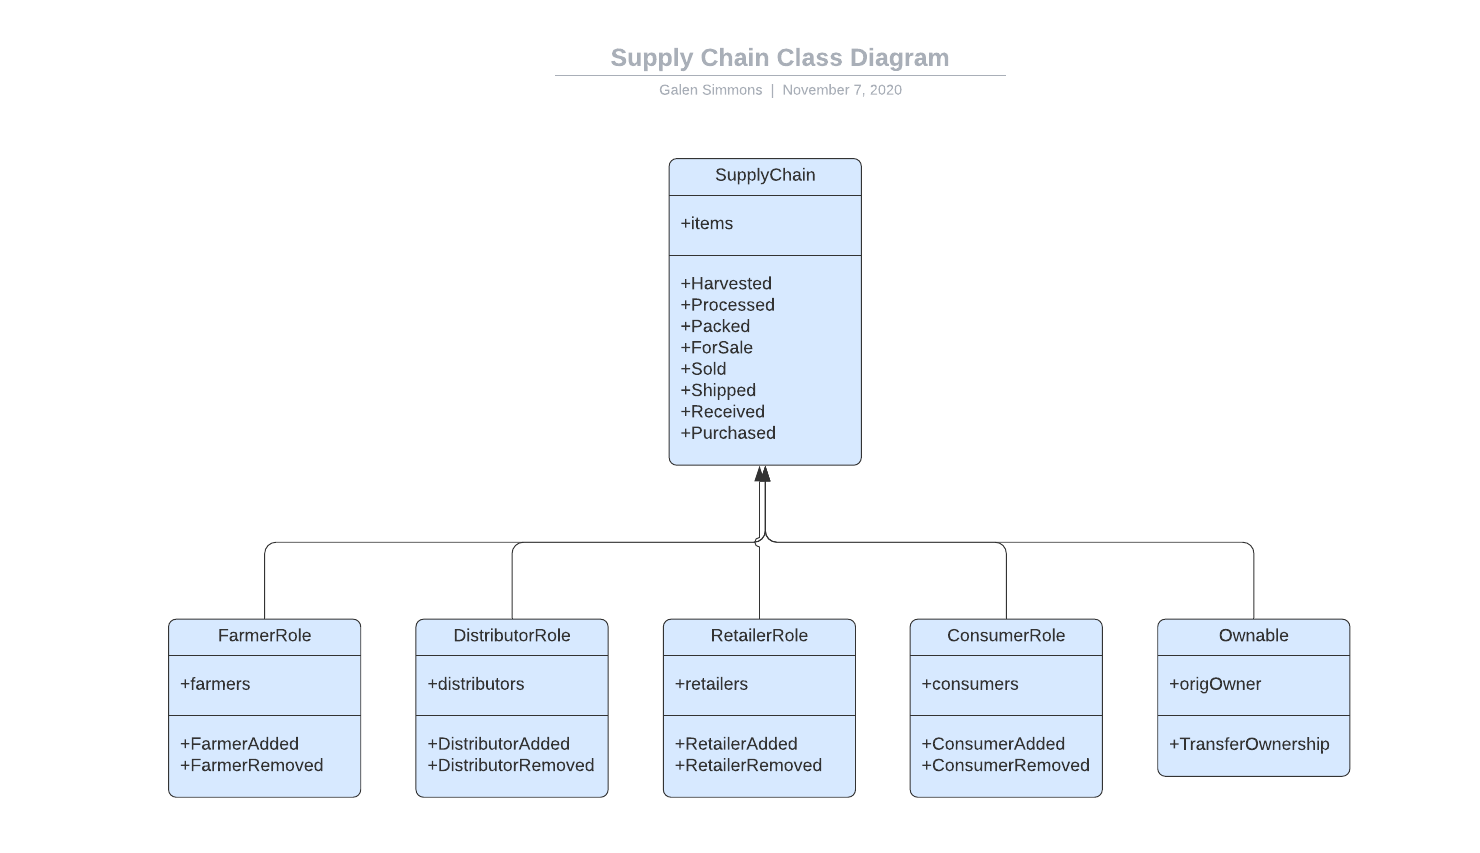 Supply Chain Class Diagram
Galen Simmons | November 7, 2020
SupplyChain
+items
+Harvested
+Processed
+Packed
+ForSale
+Sold
+Shipped
+Received
+Purchased
FarmerRole
+farmers
+FarmerAdded
+FarmerRemoved
DistributorRole
+distributors
+DistributorAdded
+DistributorRemoved
RetailerRole
+retailers
+RetailerAdded
+RetailerRemoved
ConsumerRole
+consumers
+ConsumerAdded
+ConsumerRemoved
Ownable
+origOwner
+TransferOwnership